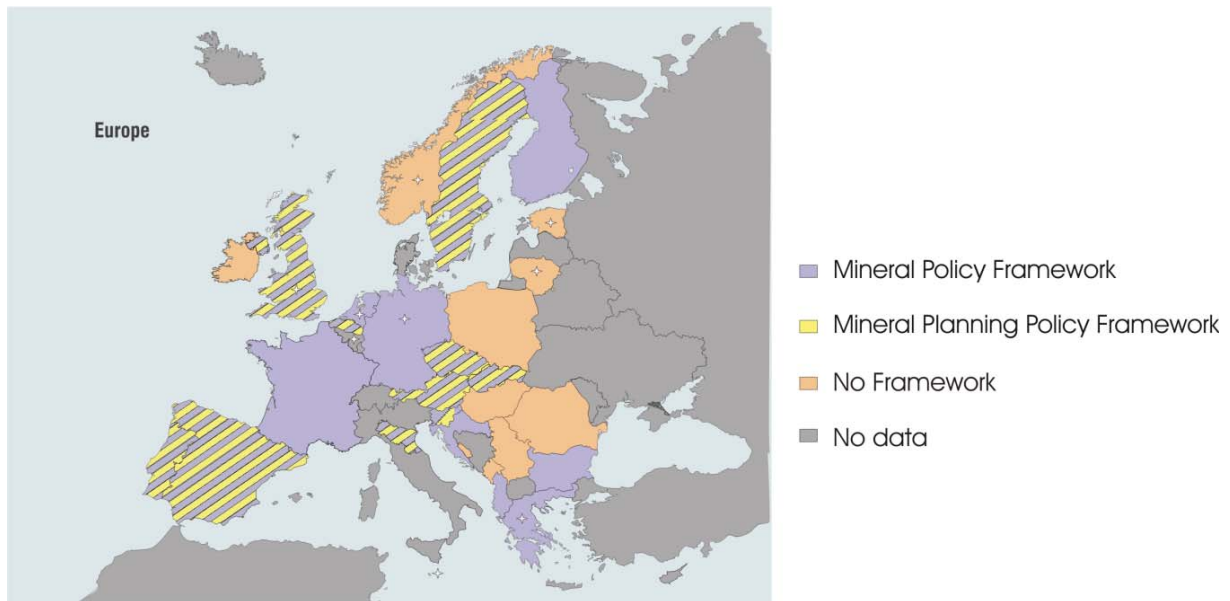 Europe
Mineral Policy Framework
Mineral Planning Policy Framework
No Framework
No data